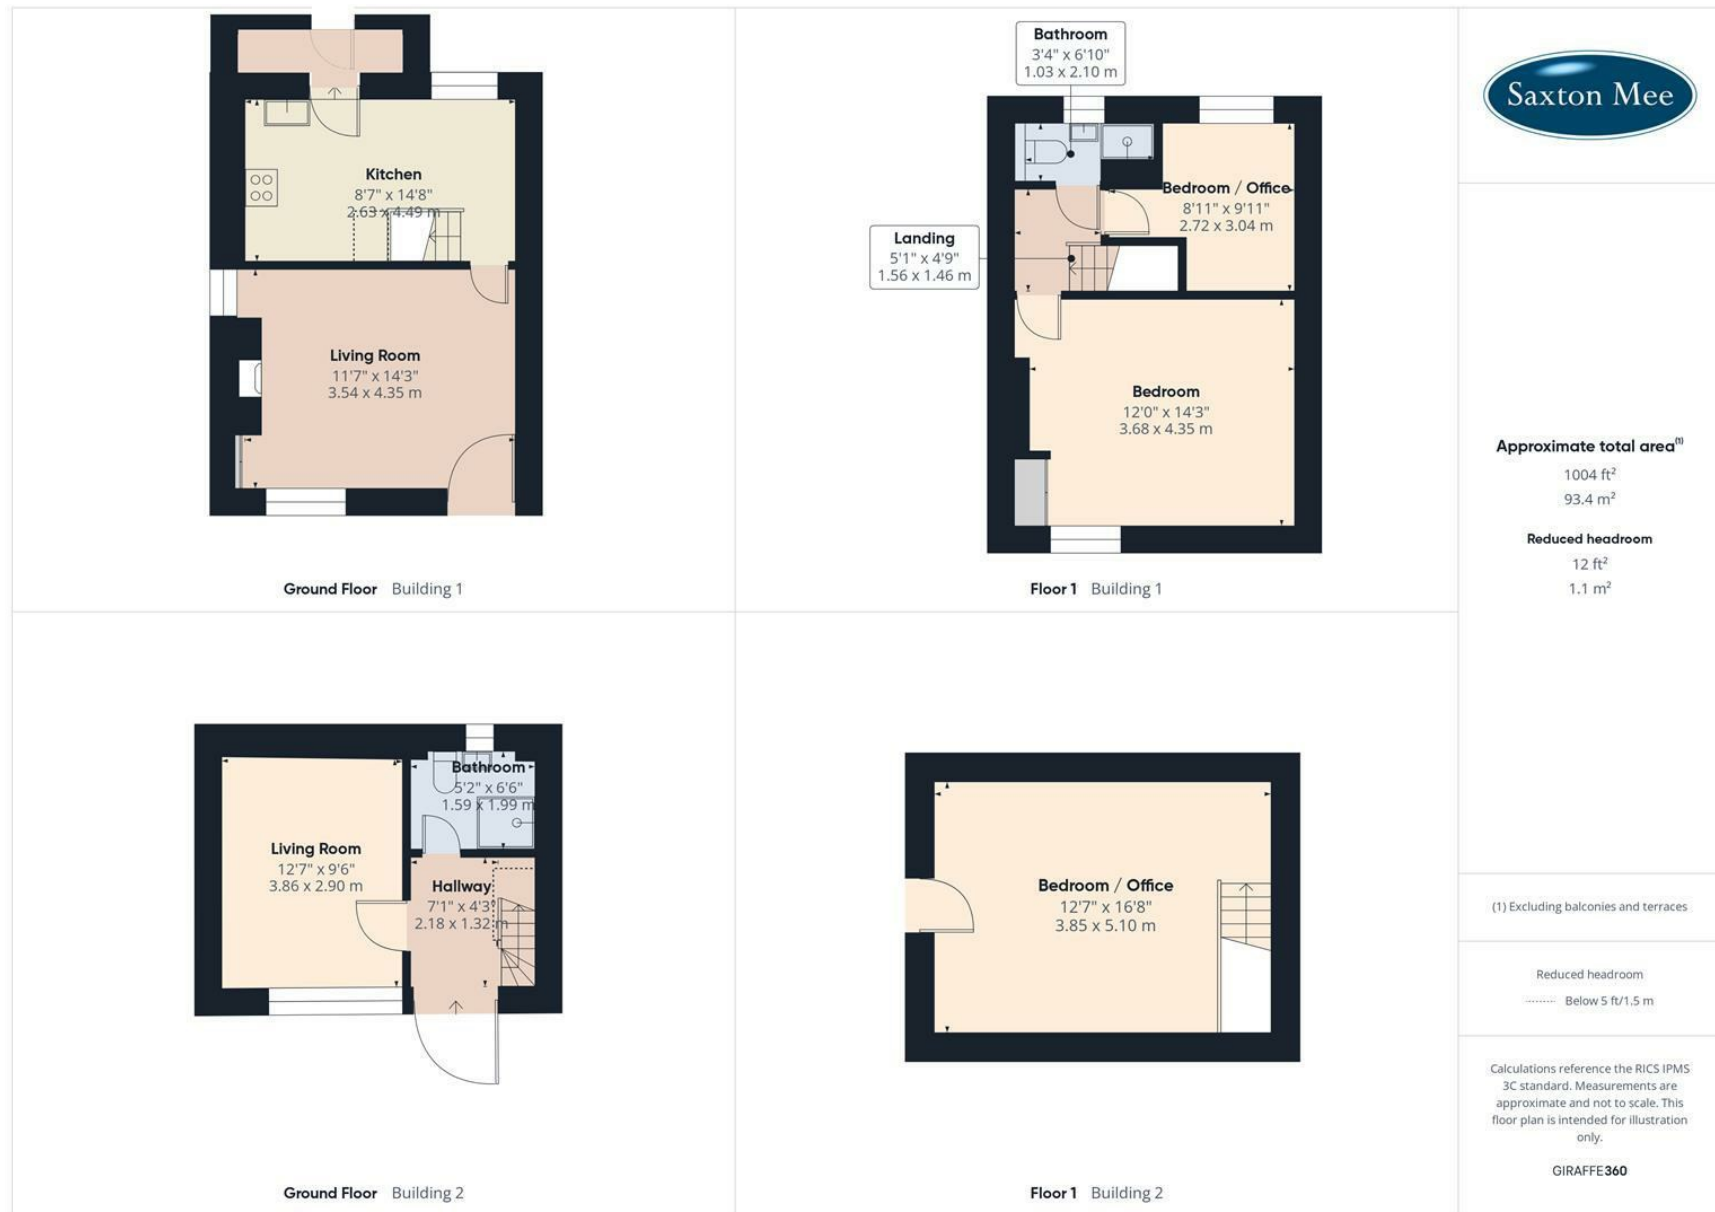 Kitchen
8'7" x 14'8"
2.63 x 4.49 m
Living Room
11'7" x 14'3"
3.54 x 4.35 m
Ground Floor Building 1
Bathroom
3'4" x 6'10"
1.03 x 2.10 m
Bedroom / Office
8'11" x 9'11"
2.72 x 3.04 m
Landing
5'1" x 4'9"
1.56 x 1.46 m
Bedroom
12'0" x 14'3"
3.68 x 4.35 m
Floor 1 Building 1
Bathroom
5'2" x 6'6"
1.59 x 1.99 m
Living Room
12'7" x 9'6"
3.86 x 2.90 m
Hallway
7'1" x 4'3"
2.18 x 1.32 m
Ground Floor Building 2
Bedroom / Office
12'7" x 16'8"
3.85 x 5.10 m
Floor 1 Building 2
Saxton Mee
Approximate total area⁽¹⁾
1004 ft²
93.4 m²
Reduced headroom
12 ft²
1.1 m²
(1) Excluding balconies and terraces
Reduced headroom
Below 5 ft/1.5 m
Calculations reference the RICS IPMS
3C standard. Measurements are
approximate and not to scale. This
floor plan is intended for illustration
only.
GIRAFFE360